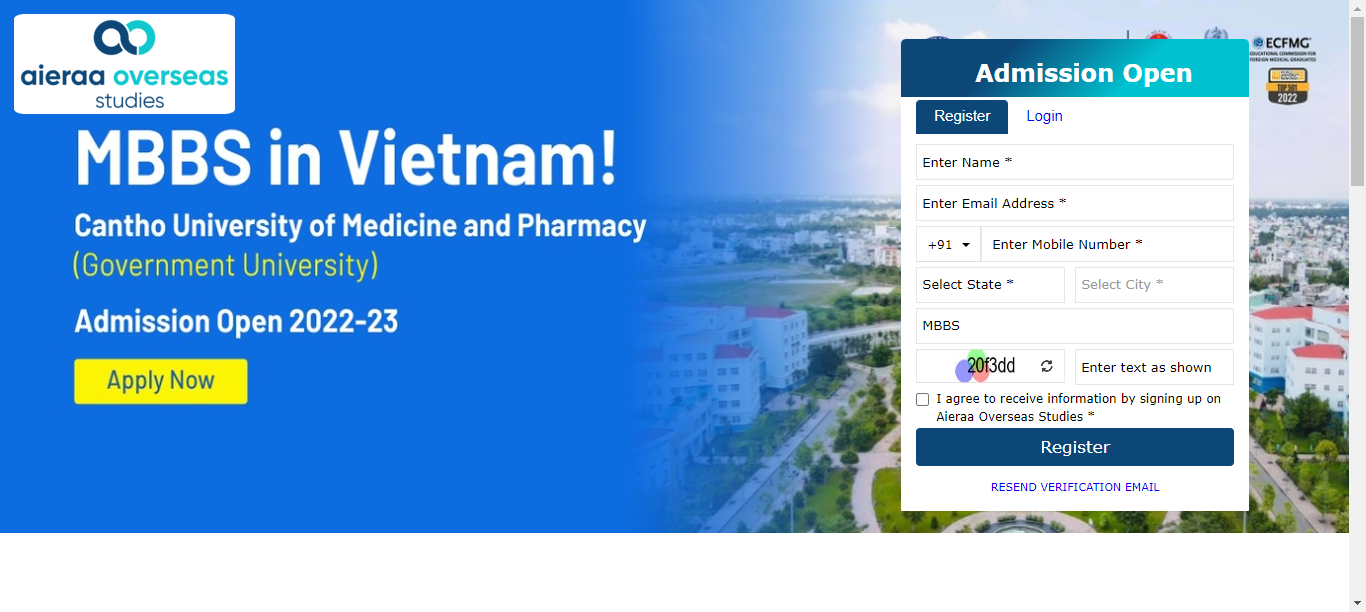 aieraa overseas
studies
MBBS in Vietnam!
Cantho University of Medicine and Pharmacy
(Government University)
Admission Open 2022-23
Apply Now
ECFMG
EDUCATIONAL COMMISSION FOR
FOREIGN MEDICAL GRADUATES
2022
Admission Open
Register Login
Enter Name *
Enter Email Address *
+91 Enter Mobile Number *
Select State * Select City *
MBBS
20f3dd Enter text as shown
I agree to receive information by signing up on
Aieraa Overseas Studies *
Register
RESEND VERIFICATION EMAIL